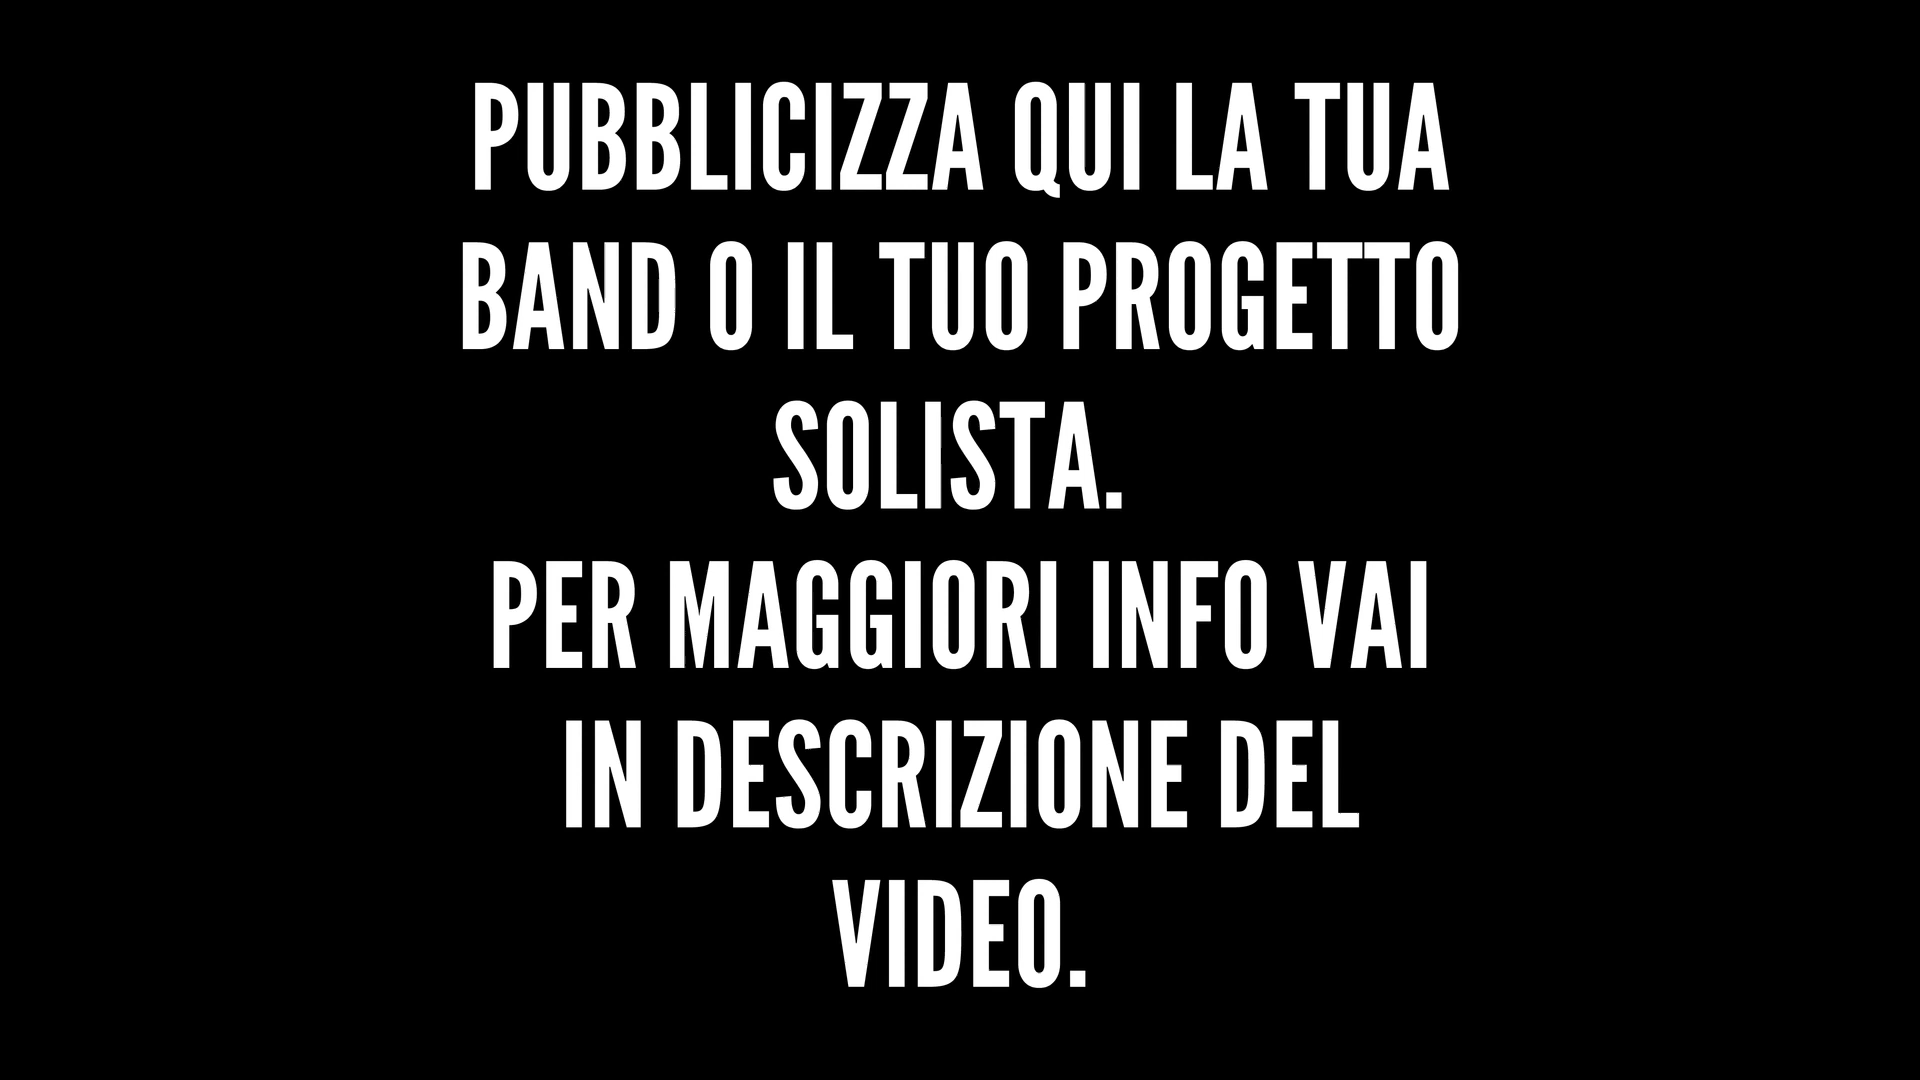 PUBBLICIZZA QUI LA TUA
BAND O IL TUO PROGETTO
SOLISTA.
PER MAGGIORI INFO VAI
IN DESCRIZIONE DEL
VIDEO.